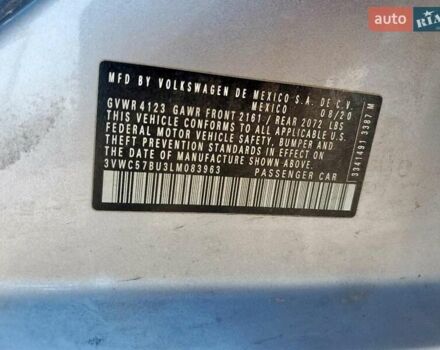 auto
RIA
MFD BY VOLKSWAGEN DE MEXICO S.A. DE C.V.
MEXICO 08/20
GVWR 4123 GAWR FRONT 2161 / REAR 2072 LBS
THIS VEHICLE CONFORMS TO ALL APPLICABLE
FEDERAL MOTOR VEHICLE SAFETY, BUMPER AND
THEFT PREVENTION STANDARDS IN EFFECT ON
THE DATE OF MANUFACTURE SHOWN ABOVE
3VWC57BU3LM083963 PASSENGER CAR
3341491 3387 M